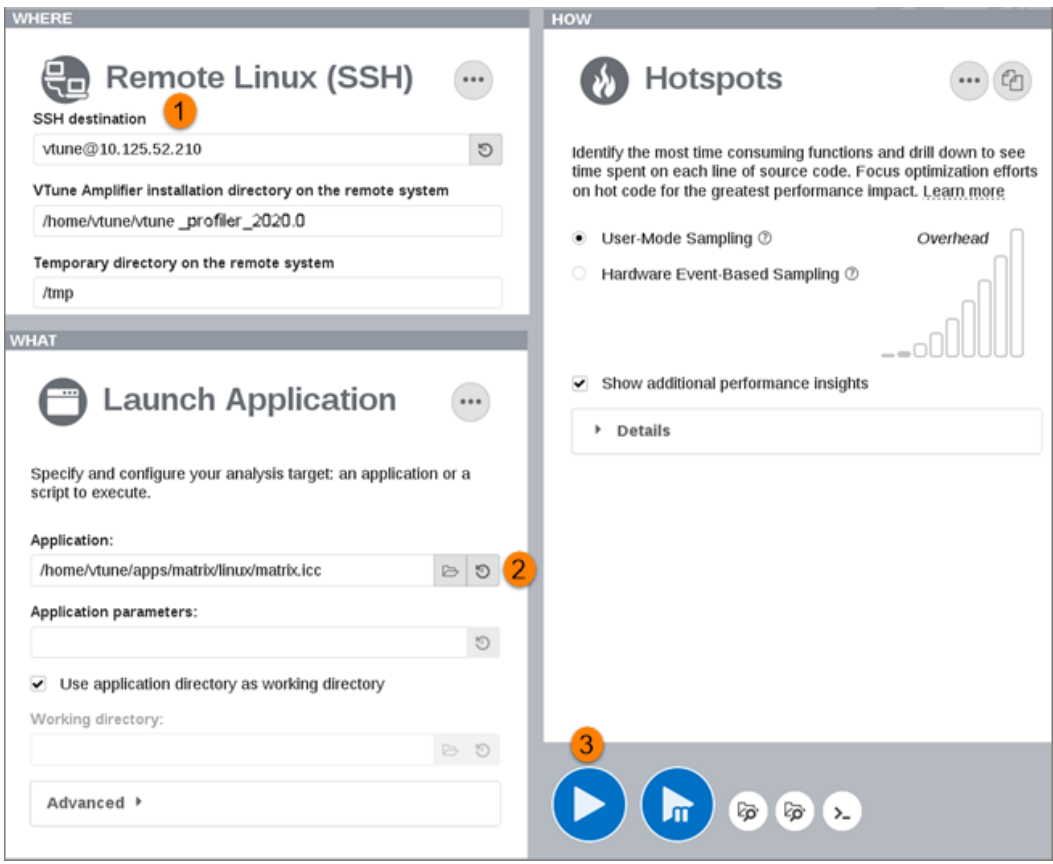 WHERE
Remote Linux (SSH)
1
SSH destination
vtune@10.125.52.210
VTune Amplifier installation directory on the remote system
/home/vtune/vtune _profiler_2020.0
Temporary directory on the remote system
/tmp
WHAT
Launch Application
Specify and configure your analysis target: an application or a
script to execute.
Application:
/home/vtune/apps/matrix/linux/matrix.icc
2
Application parameters:
Use application directory as working directory
Working directory:
Advanced
HOW
Hotspots
Identify the most time consuming functions and drill down to see
time spent on each line of source code. Focus optimization efforts
on hot code for the greatest performance impact. Learn more
User-Mode Sampling ?
Overhead
Hardware Event-Based Sampling ?
Show additional performance insights
Details
3